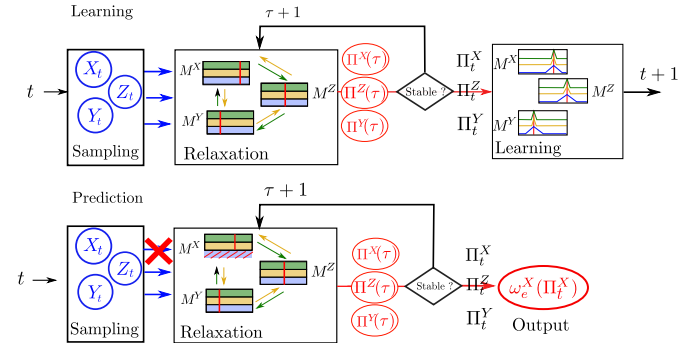 Learning
τ+1
X_t
Z_t
Y_t
Sampling
t
M^X
M^Z
M^Y
Relaxation
Π^X(τ)
Π^Z(τ)
Π^Y(τ)
Stable ?
Π_t^X
Π_t^Z
Π_t^Y
M^X
M^Z
M^Y
Learning
t+1
Prediction
τ+1
X_t
Z_t
Y_t
Sampling
t
M^X
M^Z
M^Y
Relaxation
Π^X(τ)
Π^Z(τ)
Π^Y(τ)
Stable ?
Π_t^X
Π_t^Z
Π_t^Y
ω_e^X(Π_t^X)
Output